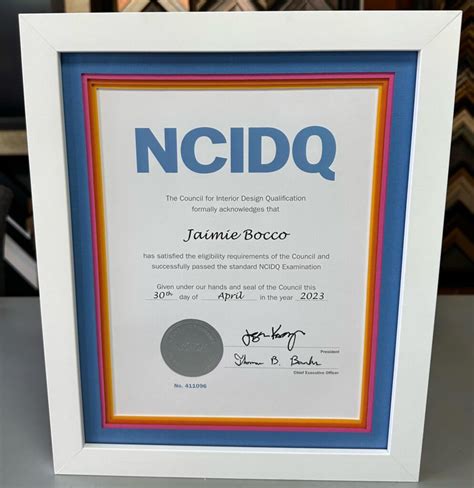 NCIDQ
The Council for Interior Design Qualification
formally acknowledges that
Jaimie Bocco
has satisfied the eligibility requirements of the Council and
successfully passed the standard NCIDQ Examination
Given under our hands and seal of the Council this
30th day of April in the year 2023
President
Thomas B. Banks
Chief Executive Officer
No. 411096